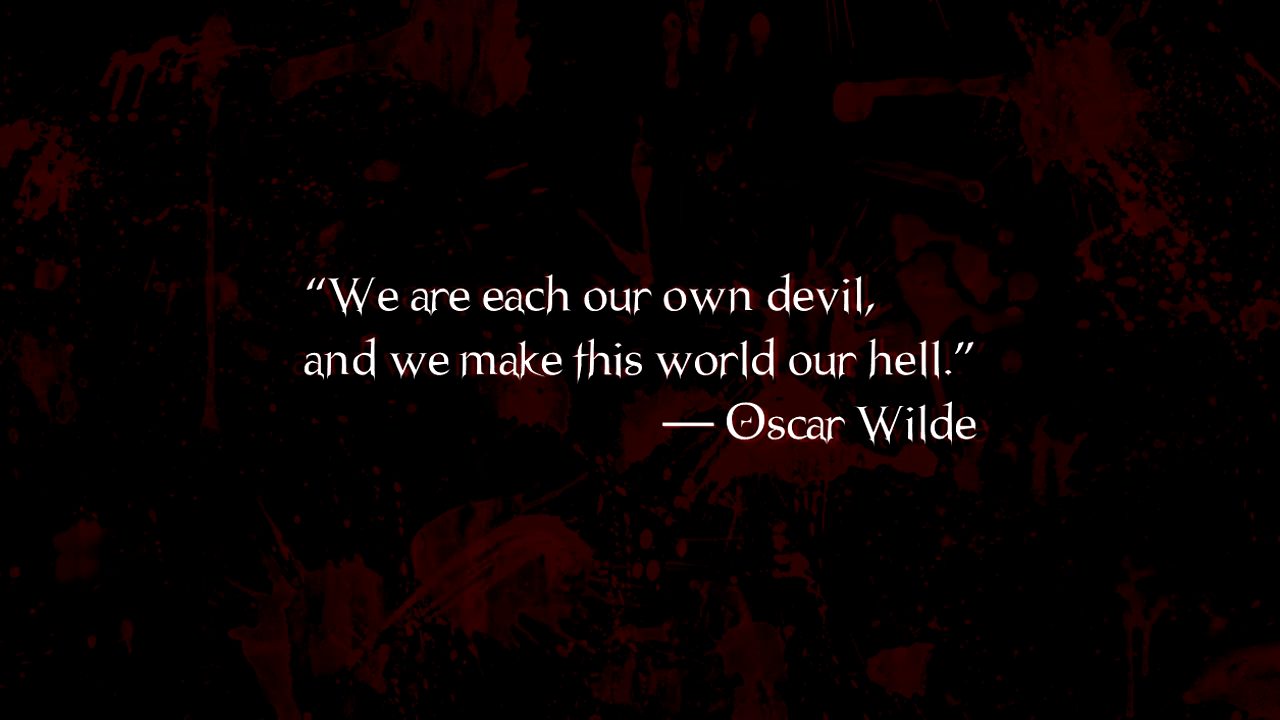 “We are each our own devil,
and we make this world our hell.”
— Oscar Wilde